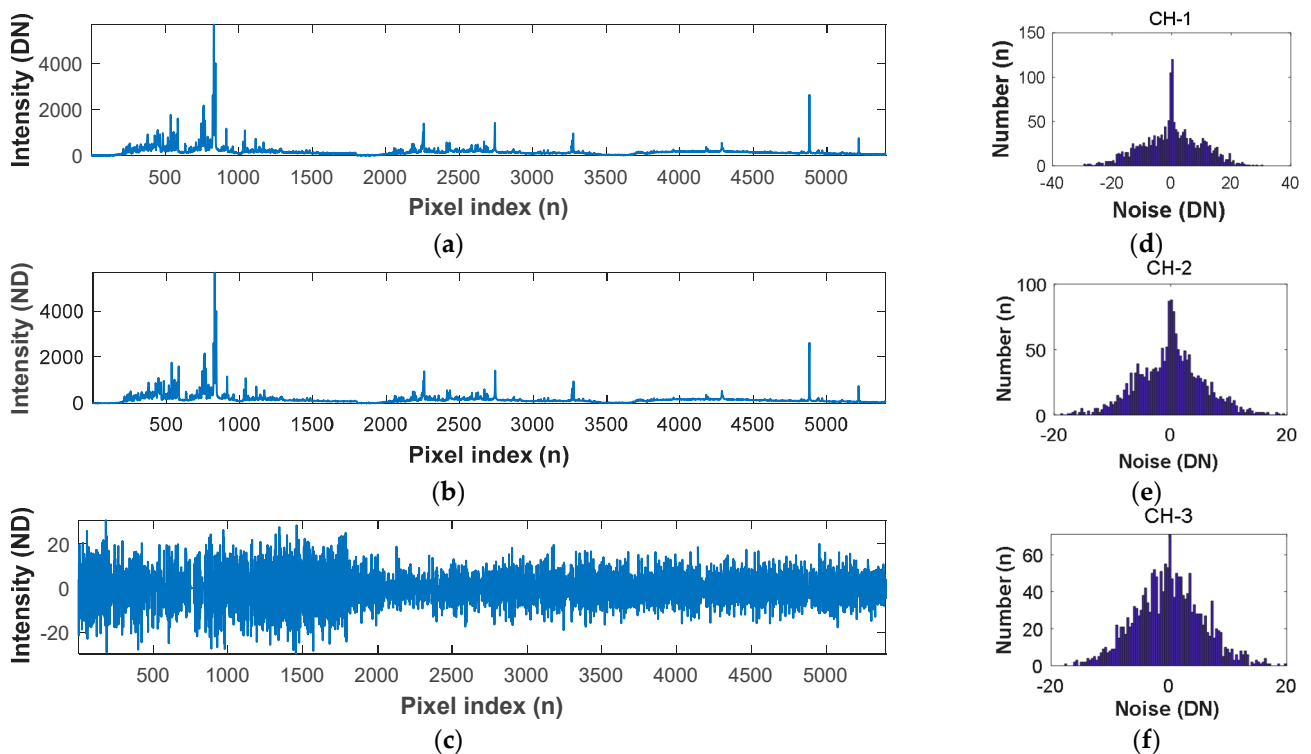 Intensity (DN)
4000
2000
0
500 1000 1500 2000 2500 3000 3500 4000 4500 5000
Pixel index (n)
(a)
Intensity (ND)
4000
2000
0
500 1000 1500 2000 2500 3000 3500 4000 4500 5000
Pixel index (n)
(b)
Intensity (ND)
20
0
-20
500 1000 1500 2000 2500 3000 3500 4000 4500 5000
Pixel index (n)
(c)
CH-1
Number (n)
150
100
50
0
-40 -20 0 20 40
Noise (DN)
(d)
CH-2
Number (n)
100
50
0
-20 0 20
Noise (DN)
(e)
CH-3
Number (n)
60
40
20
0
-20 0 20
Noise (DN)
(f)